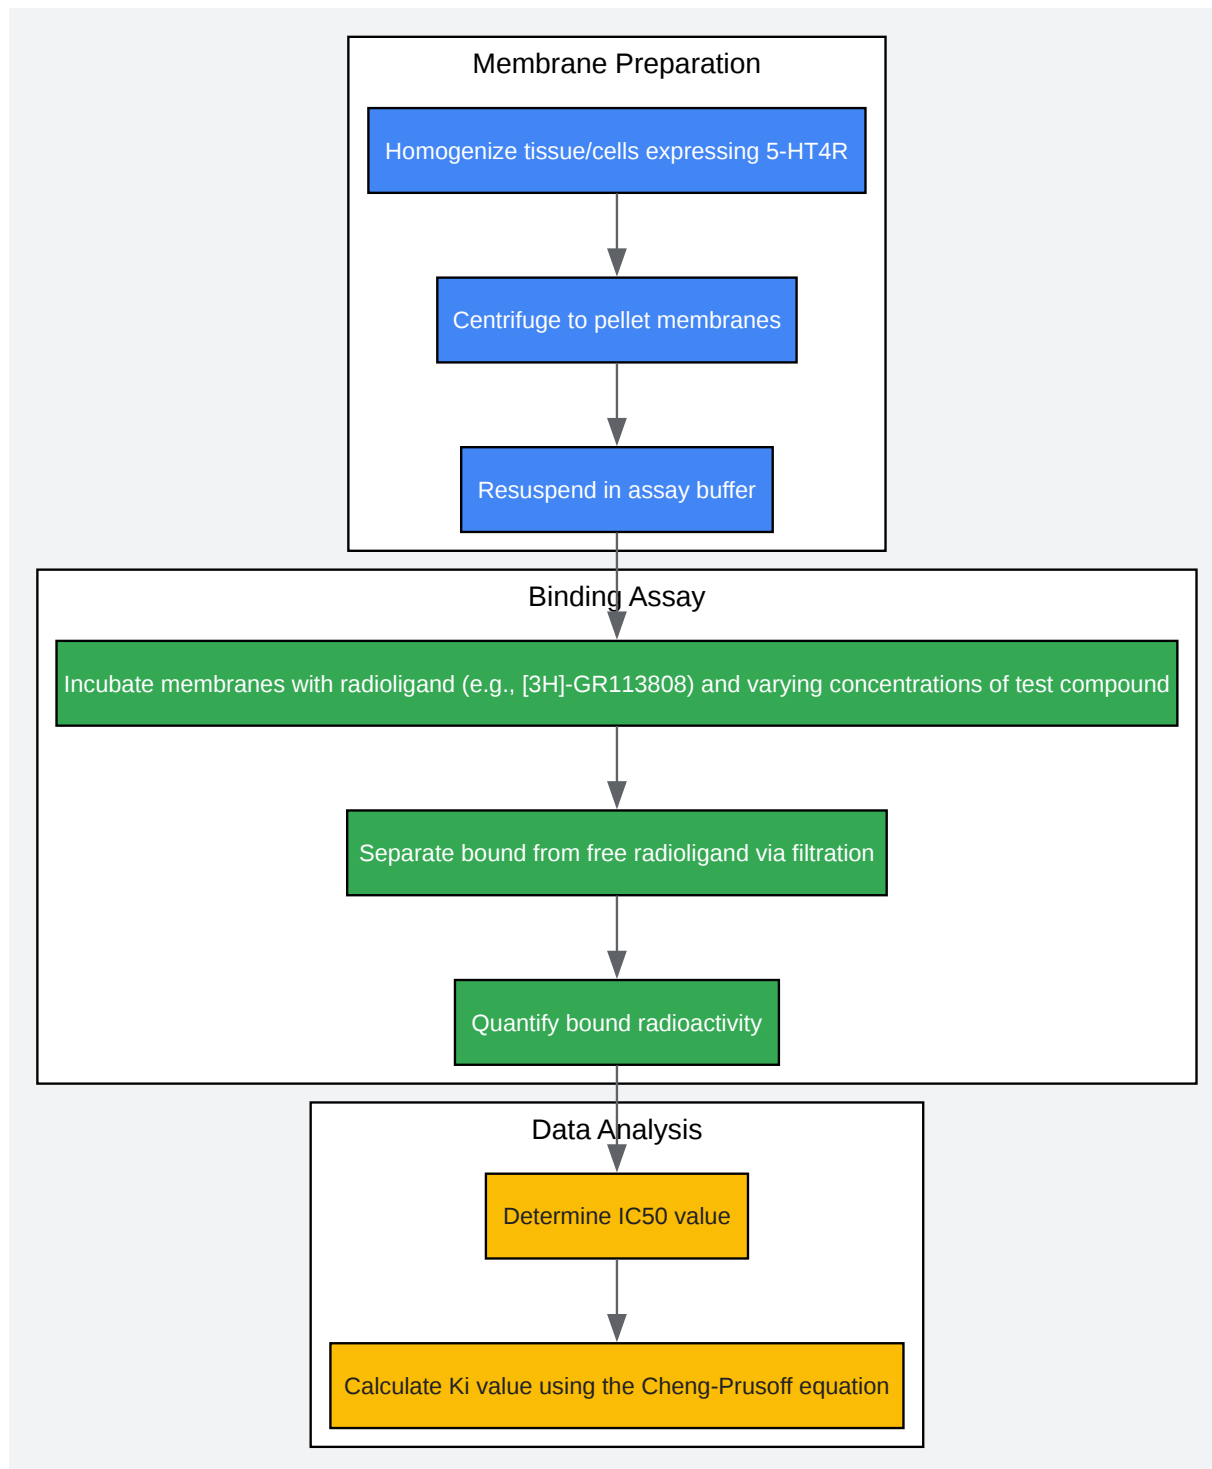 Membrane Preparation
Homogenize tissue/cells expressing 5-HT4R
Centrifuge to pellet membranes
Resuspend in assay buffer
Binding Assay
Incubate membranes with radioligand (e.g., [3H]-GR113808) and varying concentrations of test compound
Separate bound from free radioligand via filtration
Quantify bound radioactivity
Data Analysis
Determine IC50 value
Calculate Ki value using the Cheng-Prusoff equation